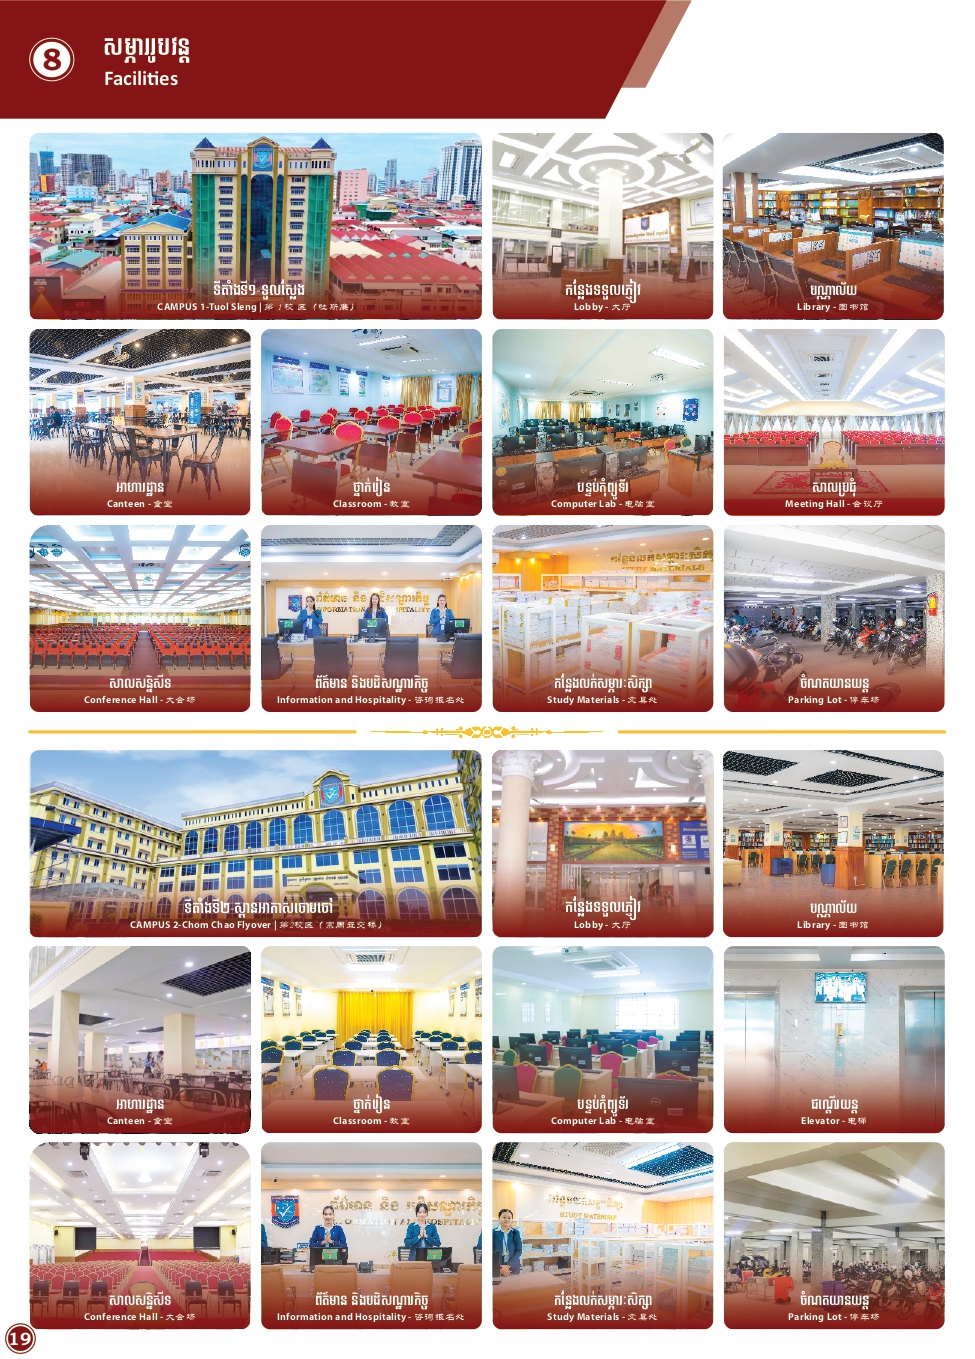 8
សម្ភាររូបវន្ត
Facilities
ទីតាំងទី១-ទួលស្លែង
CAMPUS 1-Tuol Sleng | 第1校区（吐斯廉）
កន្លែងទទួលភ្ញៀវ
Lobby - 大厅
បណ្ណាល័យ
Library - 图书馆
អាហារដ្ឋាន
Canteen - 食堂
ថ្នាក់រៀន
Classroom - 教室
បន្ទប់កុំព្យូទ័រ
Computer Lab - 电脑室
សាលប្រជុំ
Meeting Hall - 会议厅
សាលសន្និសីទ
Conference Hall - 大会场
ព័ត៌មាន និងបដិសណ្ឋារកិច្ច
Information and Hospitality - 咨询报名处
STUDY MATERIALS
កន្លែងលក់សម្ភារៈសិក្សា
Study Materials - 文具处
ចំណតយានយន្ត
Parking Lot - 停车场
ទីតាំងទី២-ស្ពានអាកាសចោមចៅ
CAMPUS 2-Chom Chao Flyover | 第2校区
កន្លែងទទួលភ្ញៀវ
Lobby - 大厅
បណ្ណាល័យ
Library - 图书馆
អាហារដ្ឋាន
Canteen - 食堂
ថ្នាក់រៀន
Classroom - 教室
បន្ទប់កុំព្យូទ័រ
Computer Lab - 电脑室
ជណ្តើរយន្ត
Elevator - 电梯
សាលសន្និសីទ
Conference Hall - 大会场
ព័ត៌មាន និងបដិសណ្ឋារកិច្ច
Information and Hospitality - 咨询报名处
STUDY MATERIALS
កន្លែងលក់សម្ភារៈសិក្សា
Study Materials - 文具处
ចំណតយានយន្ត
Parking Lot - 停车场
19